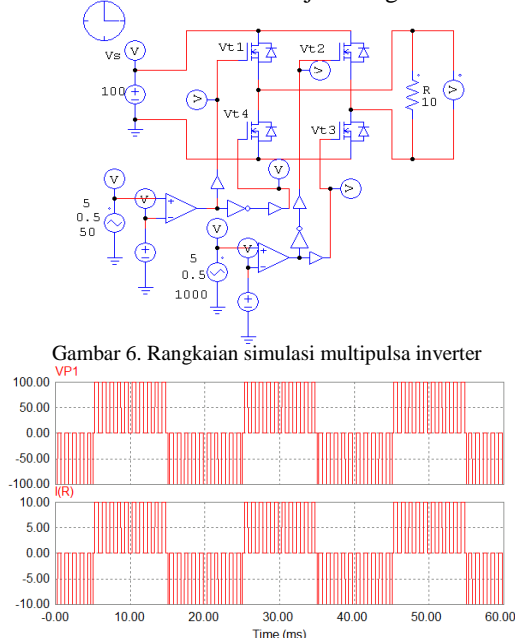 V
Vs
100
V
Vt1
Vt2
V
Vt4
Vt3
V
V
R
10
V
5
0.5
50
V
V
5
0.5
1000
V
V
Gambar 6. Rangkaian simulasi multipulsa inverter
VP1
100.00
50.00
0.00
-50.00
-100.00
I(R)
10.00
5.00
0.00
-5.00
-10.00
-0.00 10.00 20.00 30.00 40.00 50.00 60.00
Time (ms)